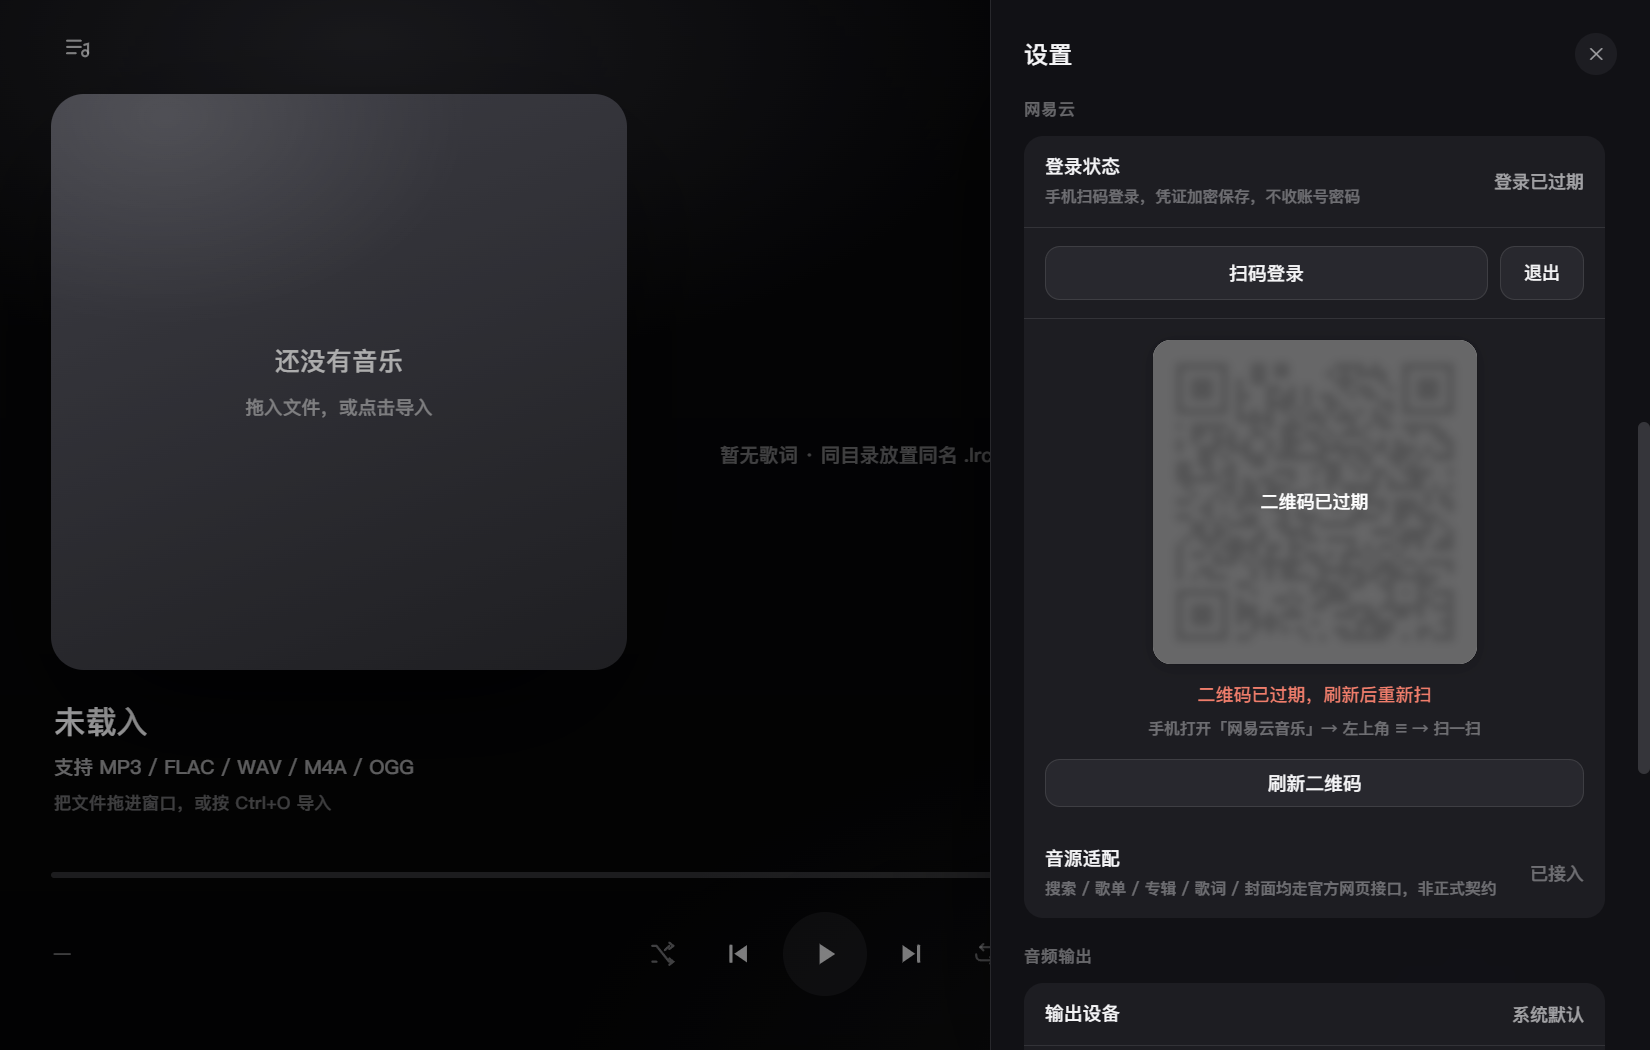 还没有音乐
拖入文件，或点击导入
暂无歌词 · 同目录放置同名 .lrc
未载入
支持 MP3 / FLAC / WAV / M4A / OGG
把文件拖进窗口，或按 Ctrl+O 导入
设置
网易云
登录状态
手机扫码登录，凭证加密保存，不收账号密码
登录已过期
扫码登录
退出
二维码已过期
二维码已过期，刷新后重新扫
手机打开「网易云音乐」→ 左上角 ≡ → 扫一扫
刷新二维码
音源适配
搜索 / 歌单 / 专辑 / 歌词 / 封面均走官方网页接口，非正式契约
已接入
音频输出
输出设备
系统默认